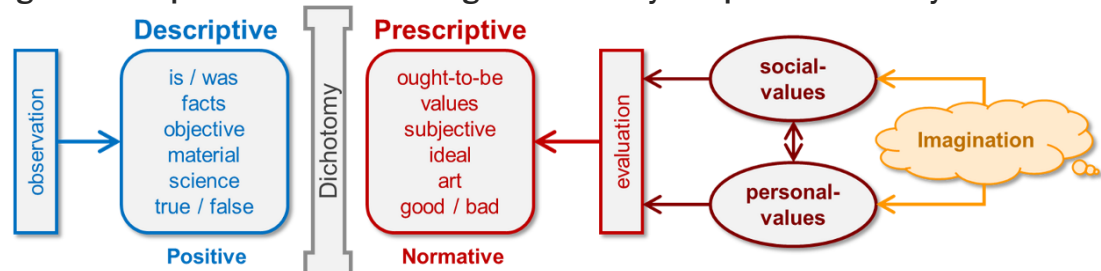 Descriptive
Prescriptive
observation
is / was
facts
objective
material
science
true / false
Positive
Dichotomy
ought-to-be
values
subjective
ideal
art
good / bad
Normative
evaluation
social-
values
personal-
values
Imagination